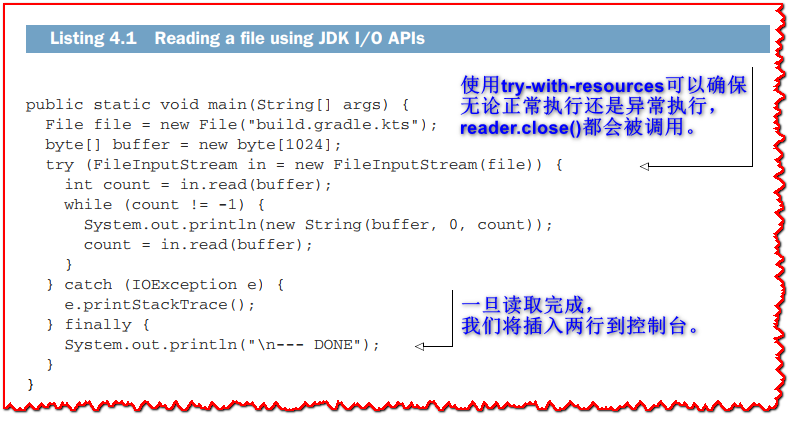 Listing 4.1 Reading a file using JDK I/O APIs
使用try-with-resources可以确保
无论正常执行还是异常执行，
reader.close()都会被调用。
public static void main(String[] args) {
  File file = new File("build.gradle.kts");
  byte[] buffer = new byte[1024];
  try (FileInputStream in = new FileInputStream(file)) {
    int count = in.read(buffer);
    while (count != -1) {
      System.out.println(new String(buffer, 0, count));
      count = in.read(buffer);
    }
  } catch (IOException e) {
    e.printStackTrace();
  } finally {
    System.out.println("\n--- DONE");
  }
}
一旦读取完成，
我们将插入两行到控制台。